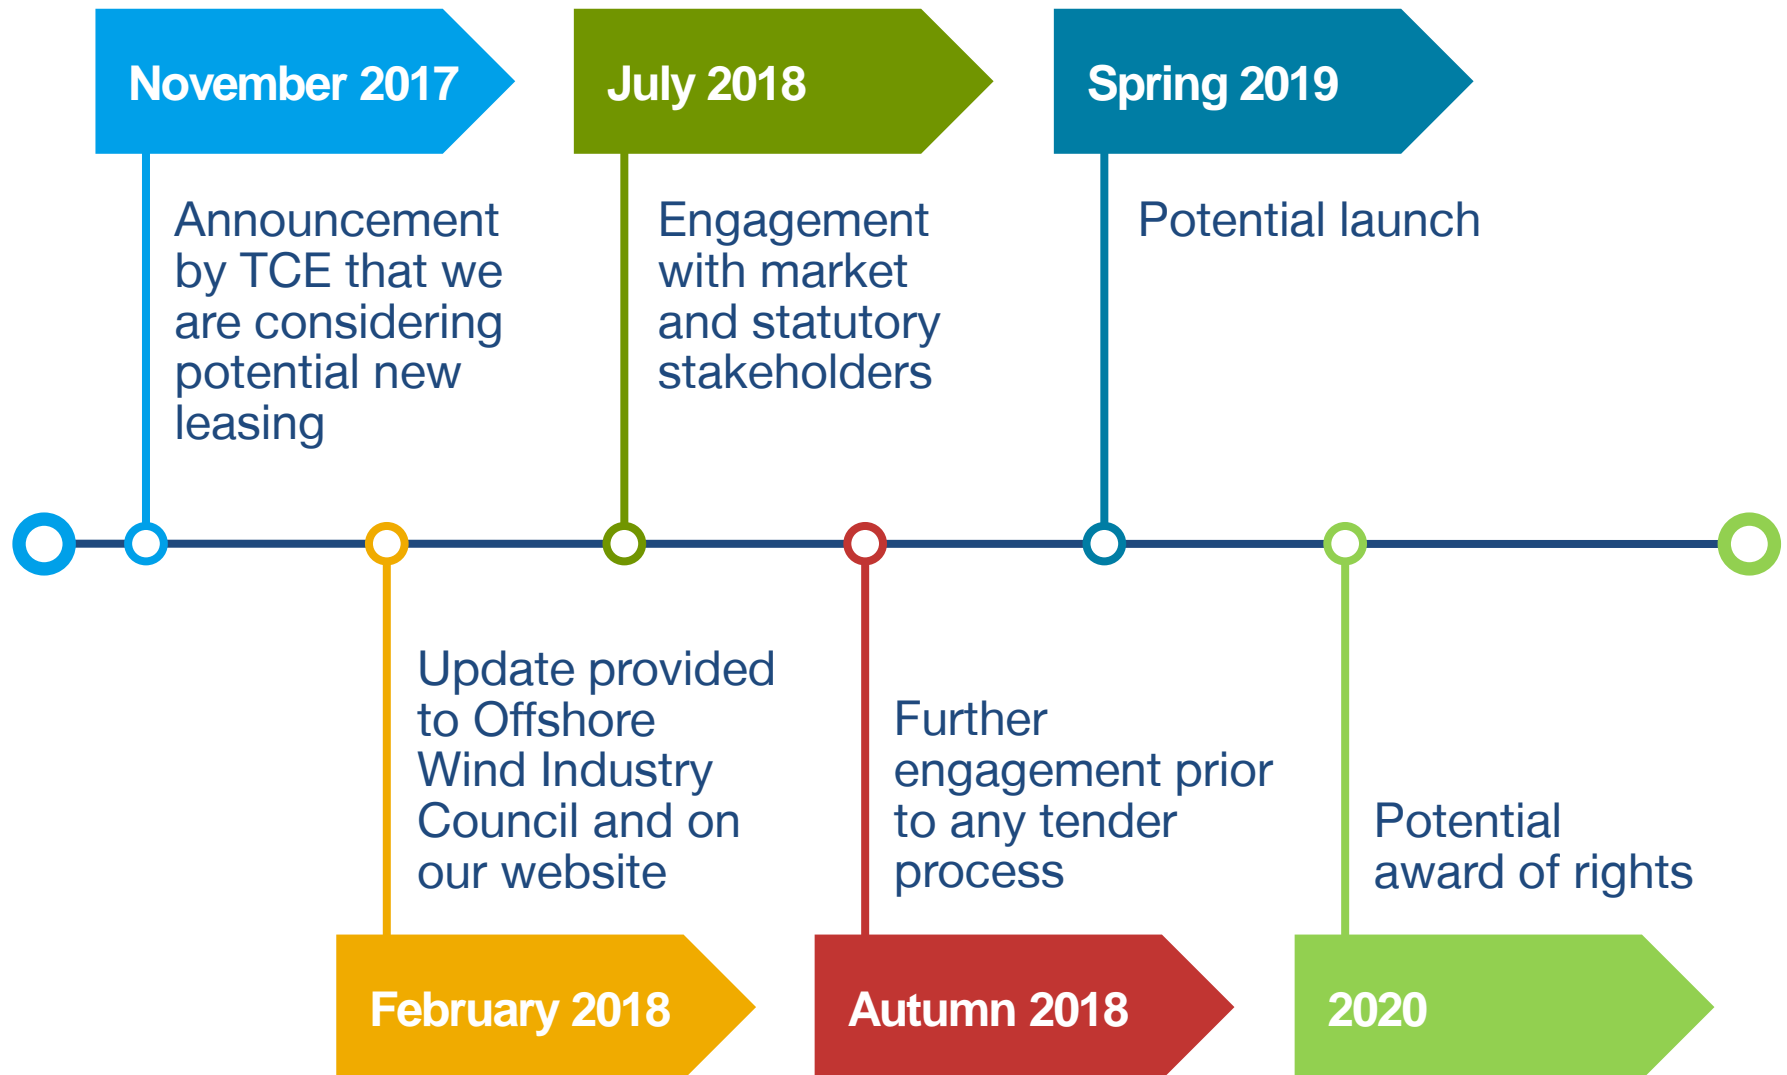 November 2017
Announcement
by TCE that we
are considering
potential new
leasing
February 2018
Update provided
to Offshore
Wind Industry
Council and on
our website
July 2018
Engagement
with market
and statutory
stakeholders
Autumn 2018
Further
engagement prior
to any tender
process
Spring 2019
Potential launch
2020
Potential
award of rights